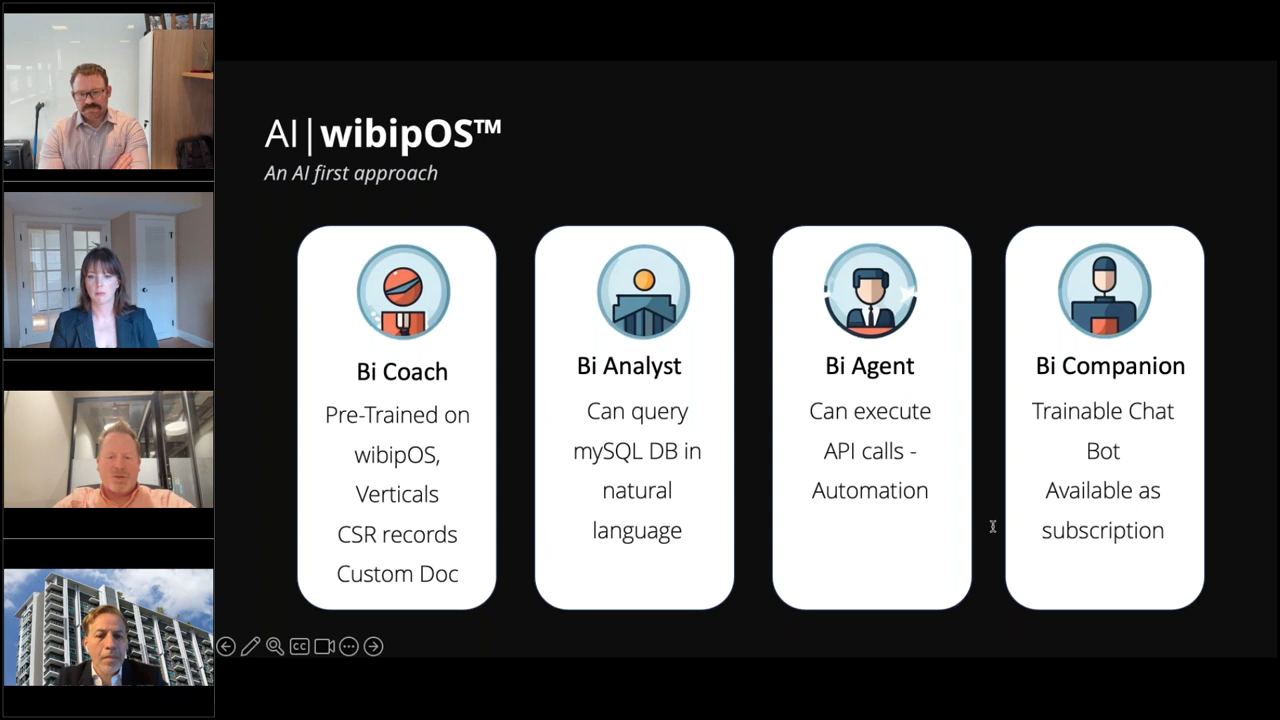 AI|wibipOS™
An AI first approach
Bi Coach
Pre-Trained on
wibipOS,
Verticals
CSR records
Custom Doc
Bi Analyst
Can query
mySQL DB in
natural
language
Bi Agent
Can execute
API calls -
Automation
Bi Companion
Trainable Chat
Bot
Available as
subscription
CC